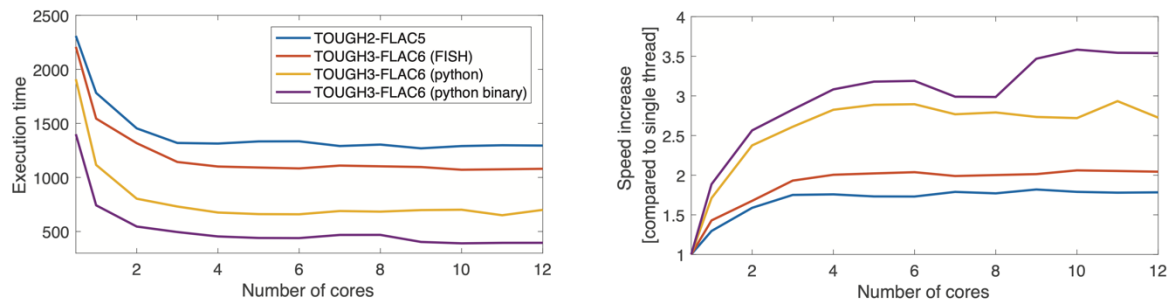 2500
2000
1500
1000
500
2
4
6
8
10
12
Execution time
Number of cores
TOUGH2-FLAC5
TOUGH3-FLAC6 (FISH)
TOUGH3-FLAC6 (python)
TOUGH3-FLAC6 (python binary)
4
3.5
3
2.5
2
1.5
1
2
4
6
8
10
12
Speed increase
[compared to single thread]
Number of cores